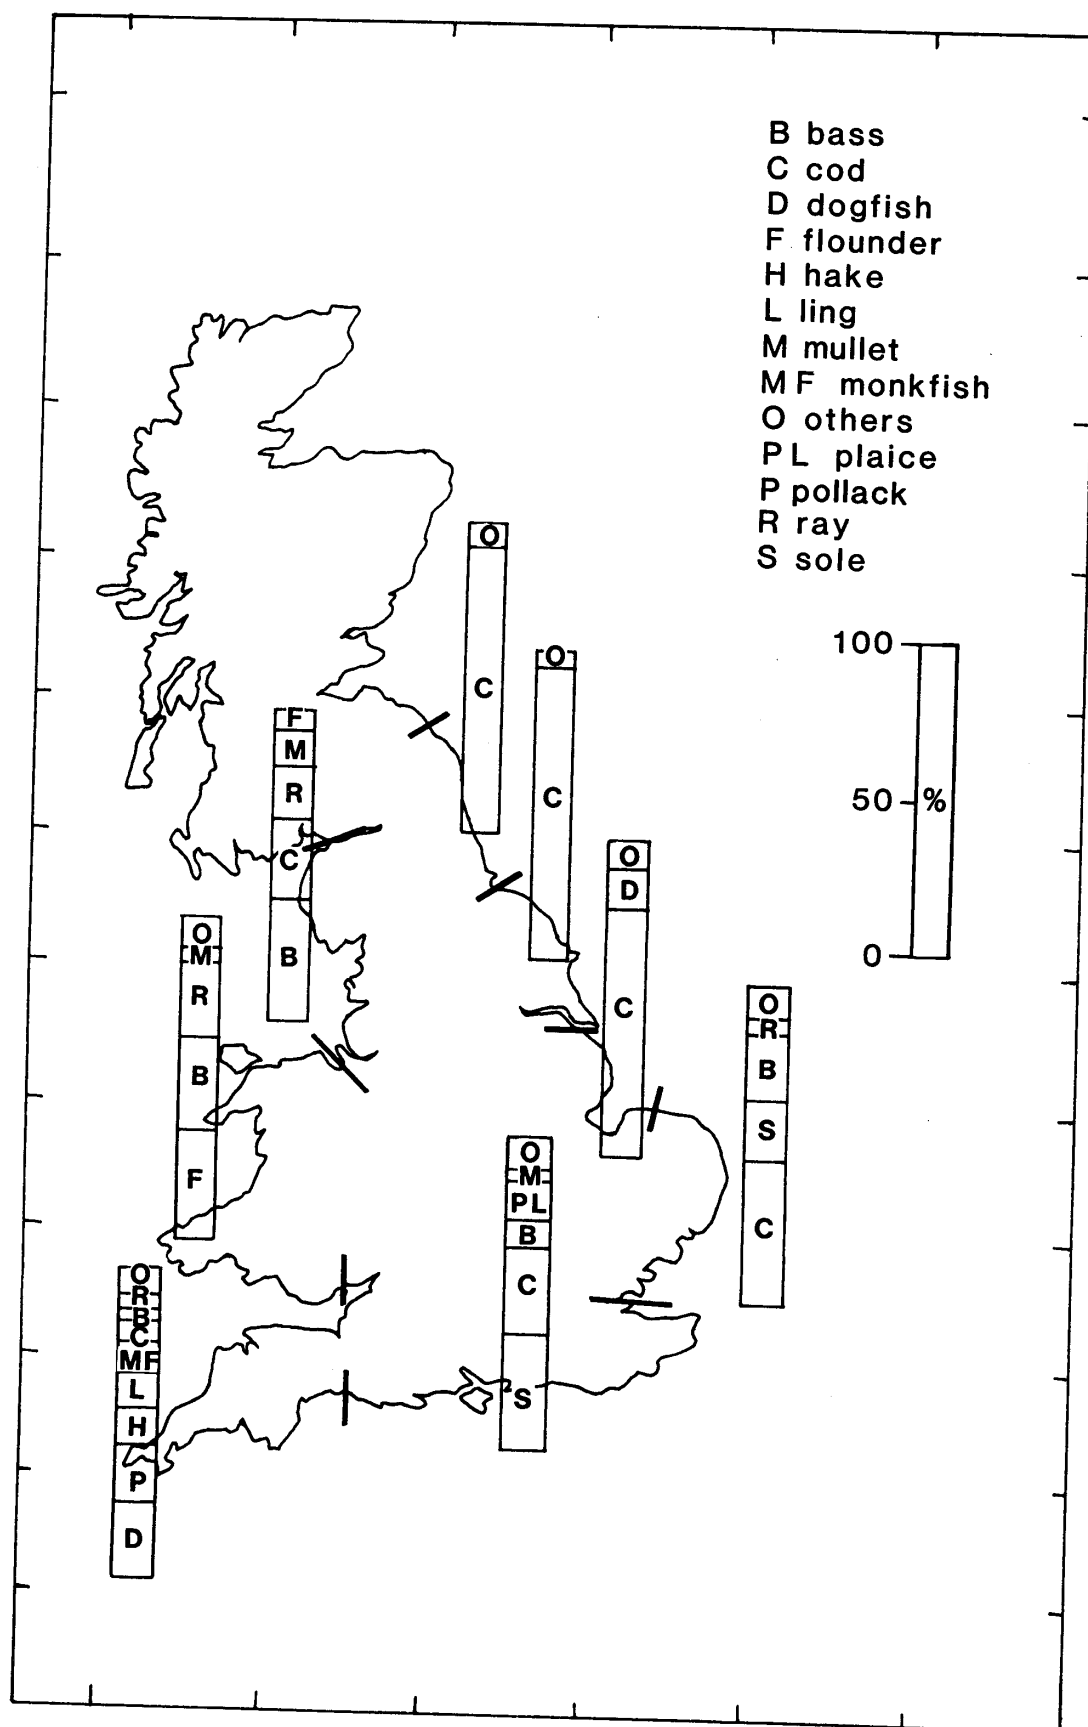 B bass
C cod
D dogfish
F flounder
H hake
L ling
M mullet
MF monkfish
O others
PL plaice
P pollack
R ray
S sole
100
50
%
0
O
C
O
C
F
M
R
C
B
O
D
C
O
M
R
B
F
O
R
B
S
C
O
M
PL
B
C
S
O
R
B
C
MF
L
H
P
D